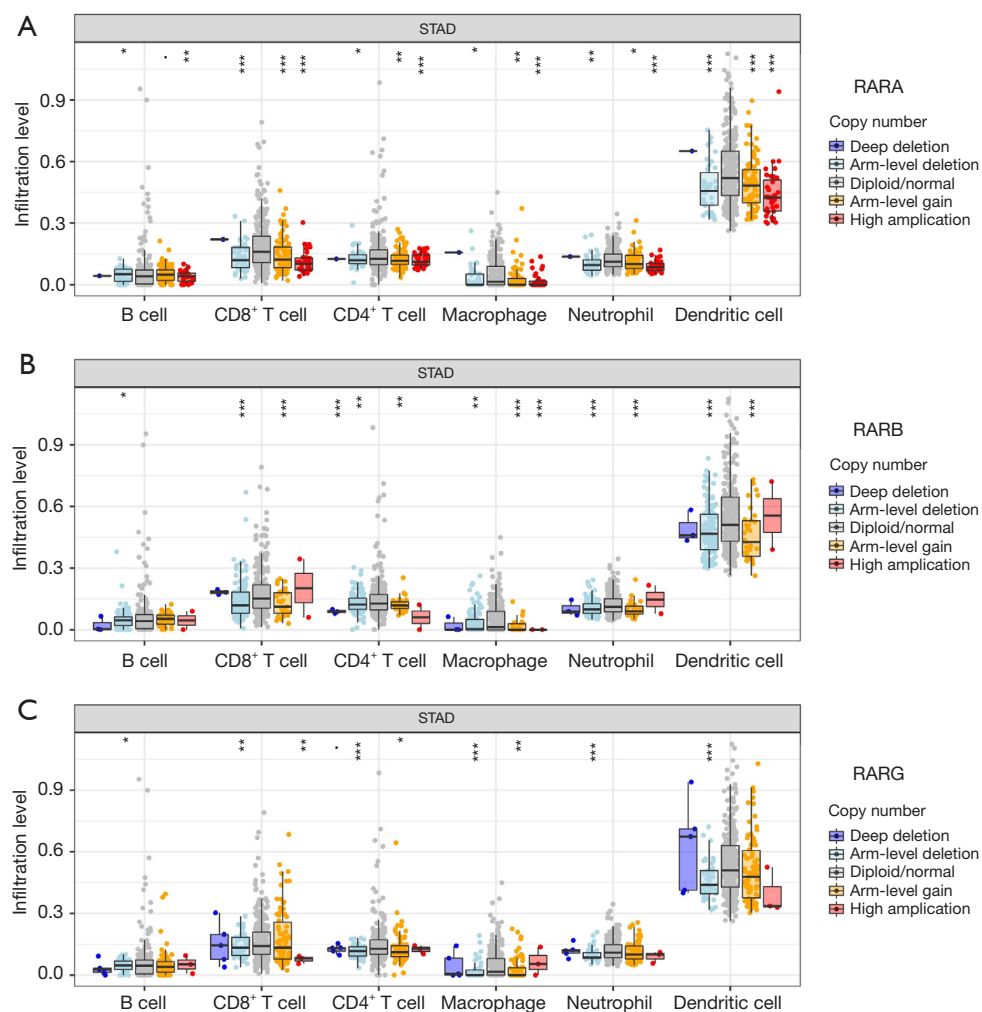 A
STAD
* · ** *** *** *** * ** *** * ** *** ** * *** *** *** ***
Infiltration level
0.9
0.6
0.3
0.0
B cell CD8⁺ T cell CD4⁺ T cell Macrophage Neutrophil Dendritic cell
RARA
Copy number
Deep deletion
Arm-level deletion
Diploid/normal
Arm-level gain
High amplication
B
STAD
* *** *** *** ** ** ** *** *** *** *** *** ***
Infiltration level
0.9
0.6
0.3
0.0
B cell CD8⁺ T cell CD4⁺ T cell Macrophage Neutrophil Dendritic cell
RARB
Copy number
Deep deletion
Arm-level deletion
Diploid/normal
Arm-level gain
High amplication
C
STAD
* ** ** · *** * *** ** *** ***
Infiltration level
0.9
0.6
0.3
0.0
B cell CD8⁺ T cell CD4⁺ T cell Macrophage Neutrophil Dendritic cell
RARG
Copy number
Deep deletion
Arm-level deletion
Diploid/normal
Arm-level gain
High amplication